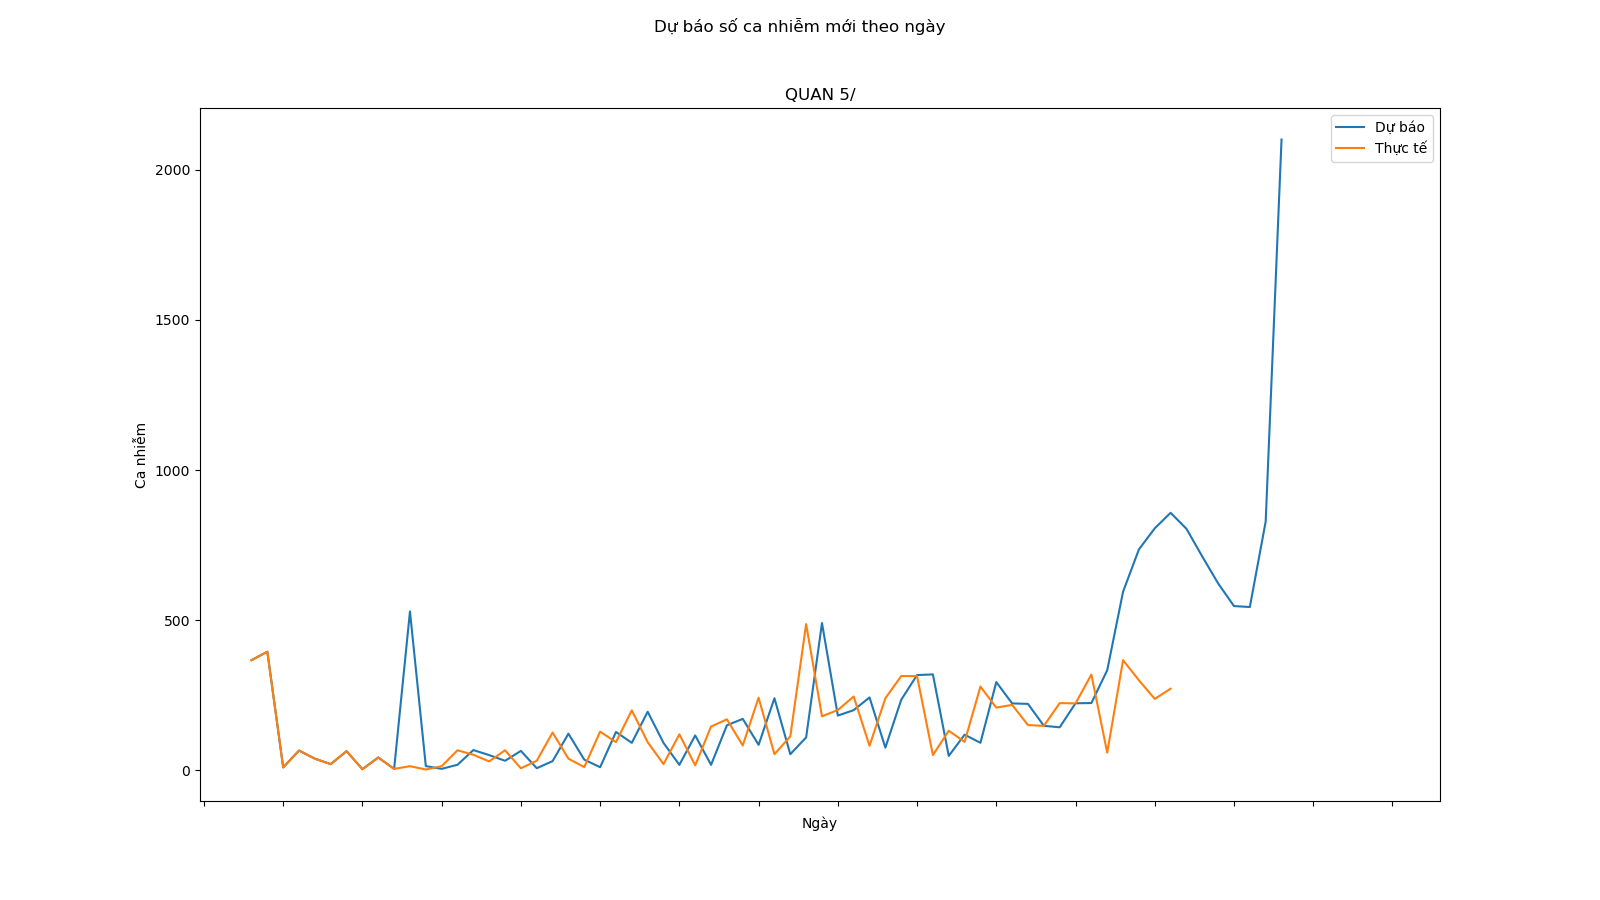 Dự báo số ca nhiễm mới theo ngày
QUAN 5/
Dự báo
Thực tế
2000
1500
1000
500
0
Ca nhiễm
Ngày